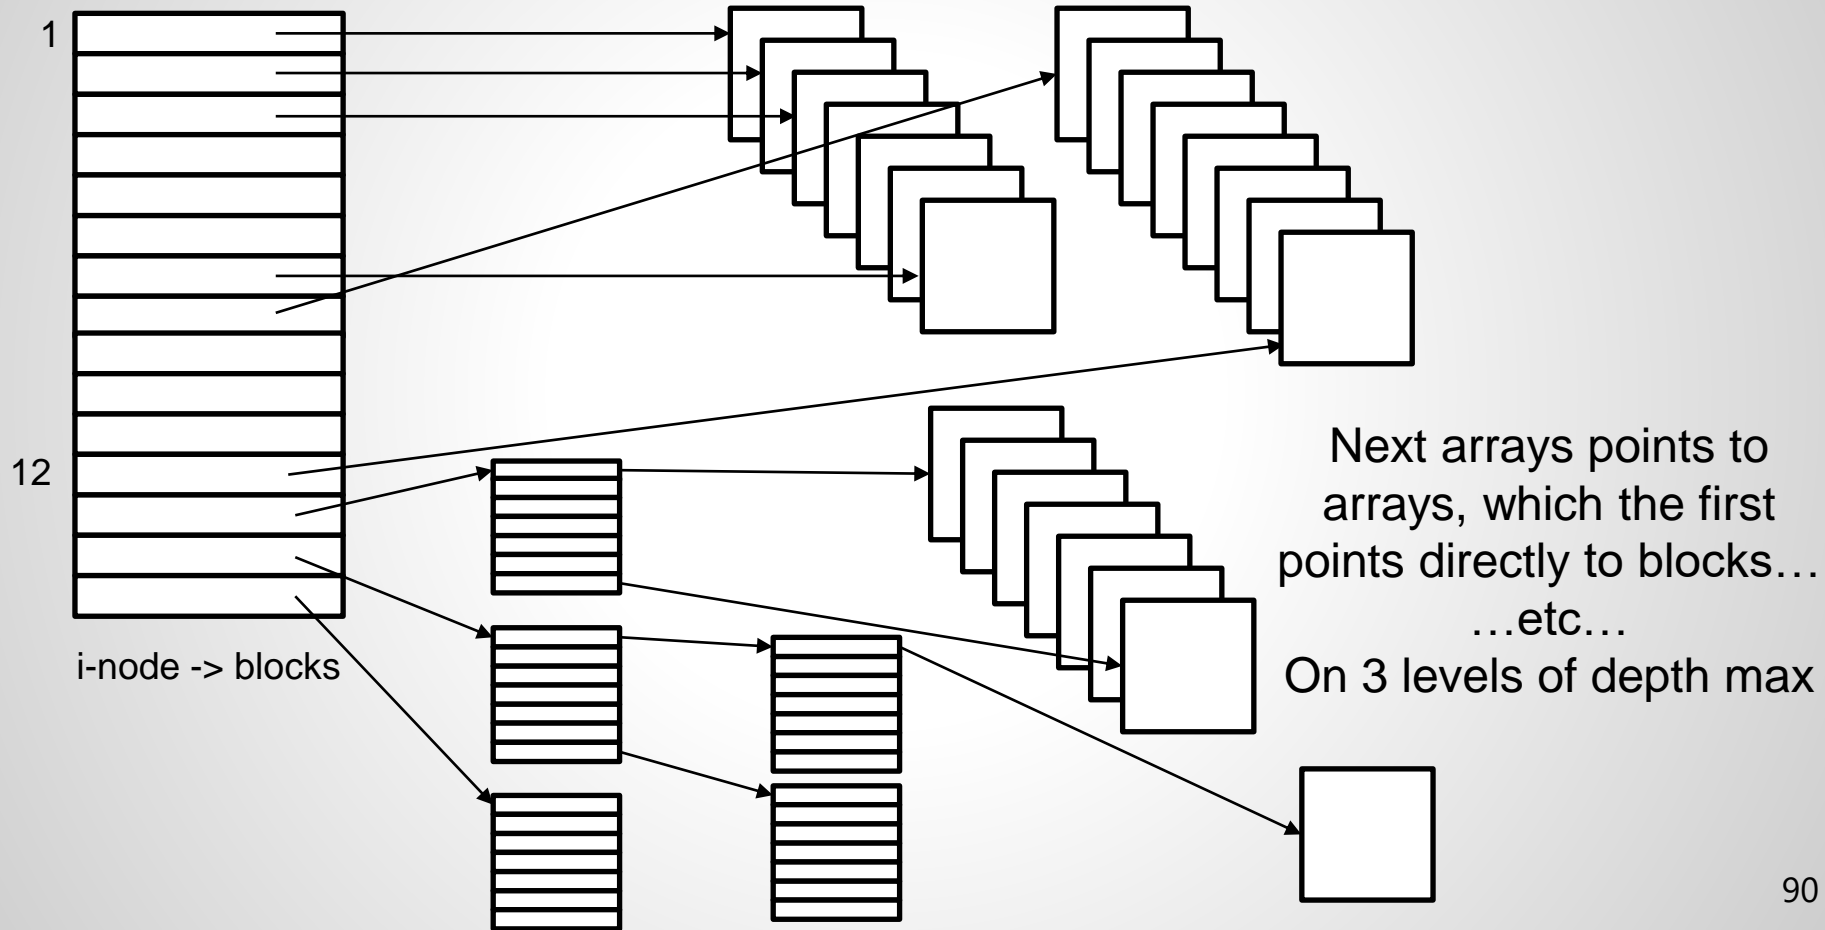 1
12
i-node -> blocks
Next arrays points to
arrays, which the first
points directly to blocks…
…etc…
On 3 levels of depth max
90